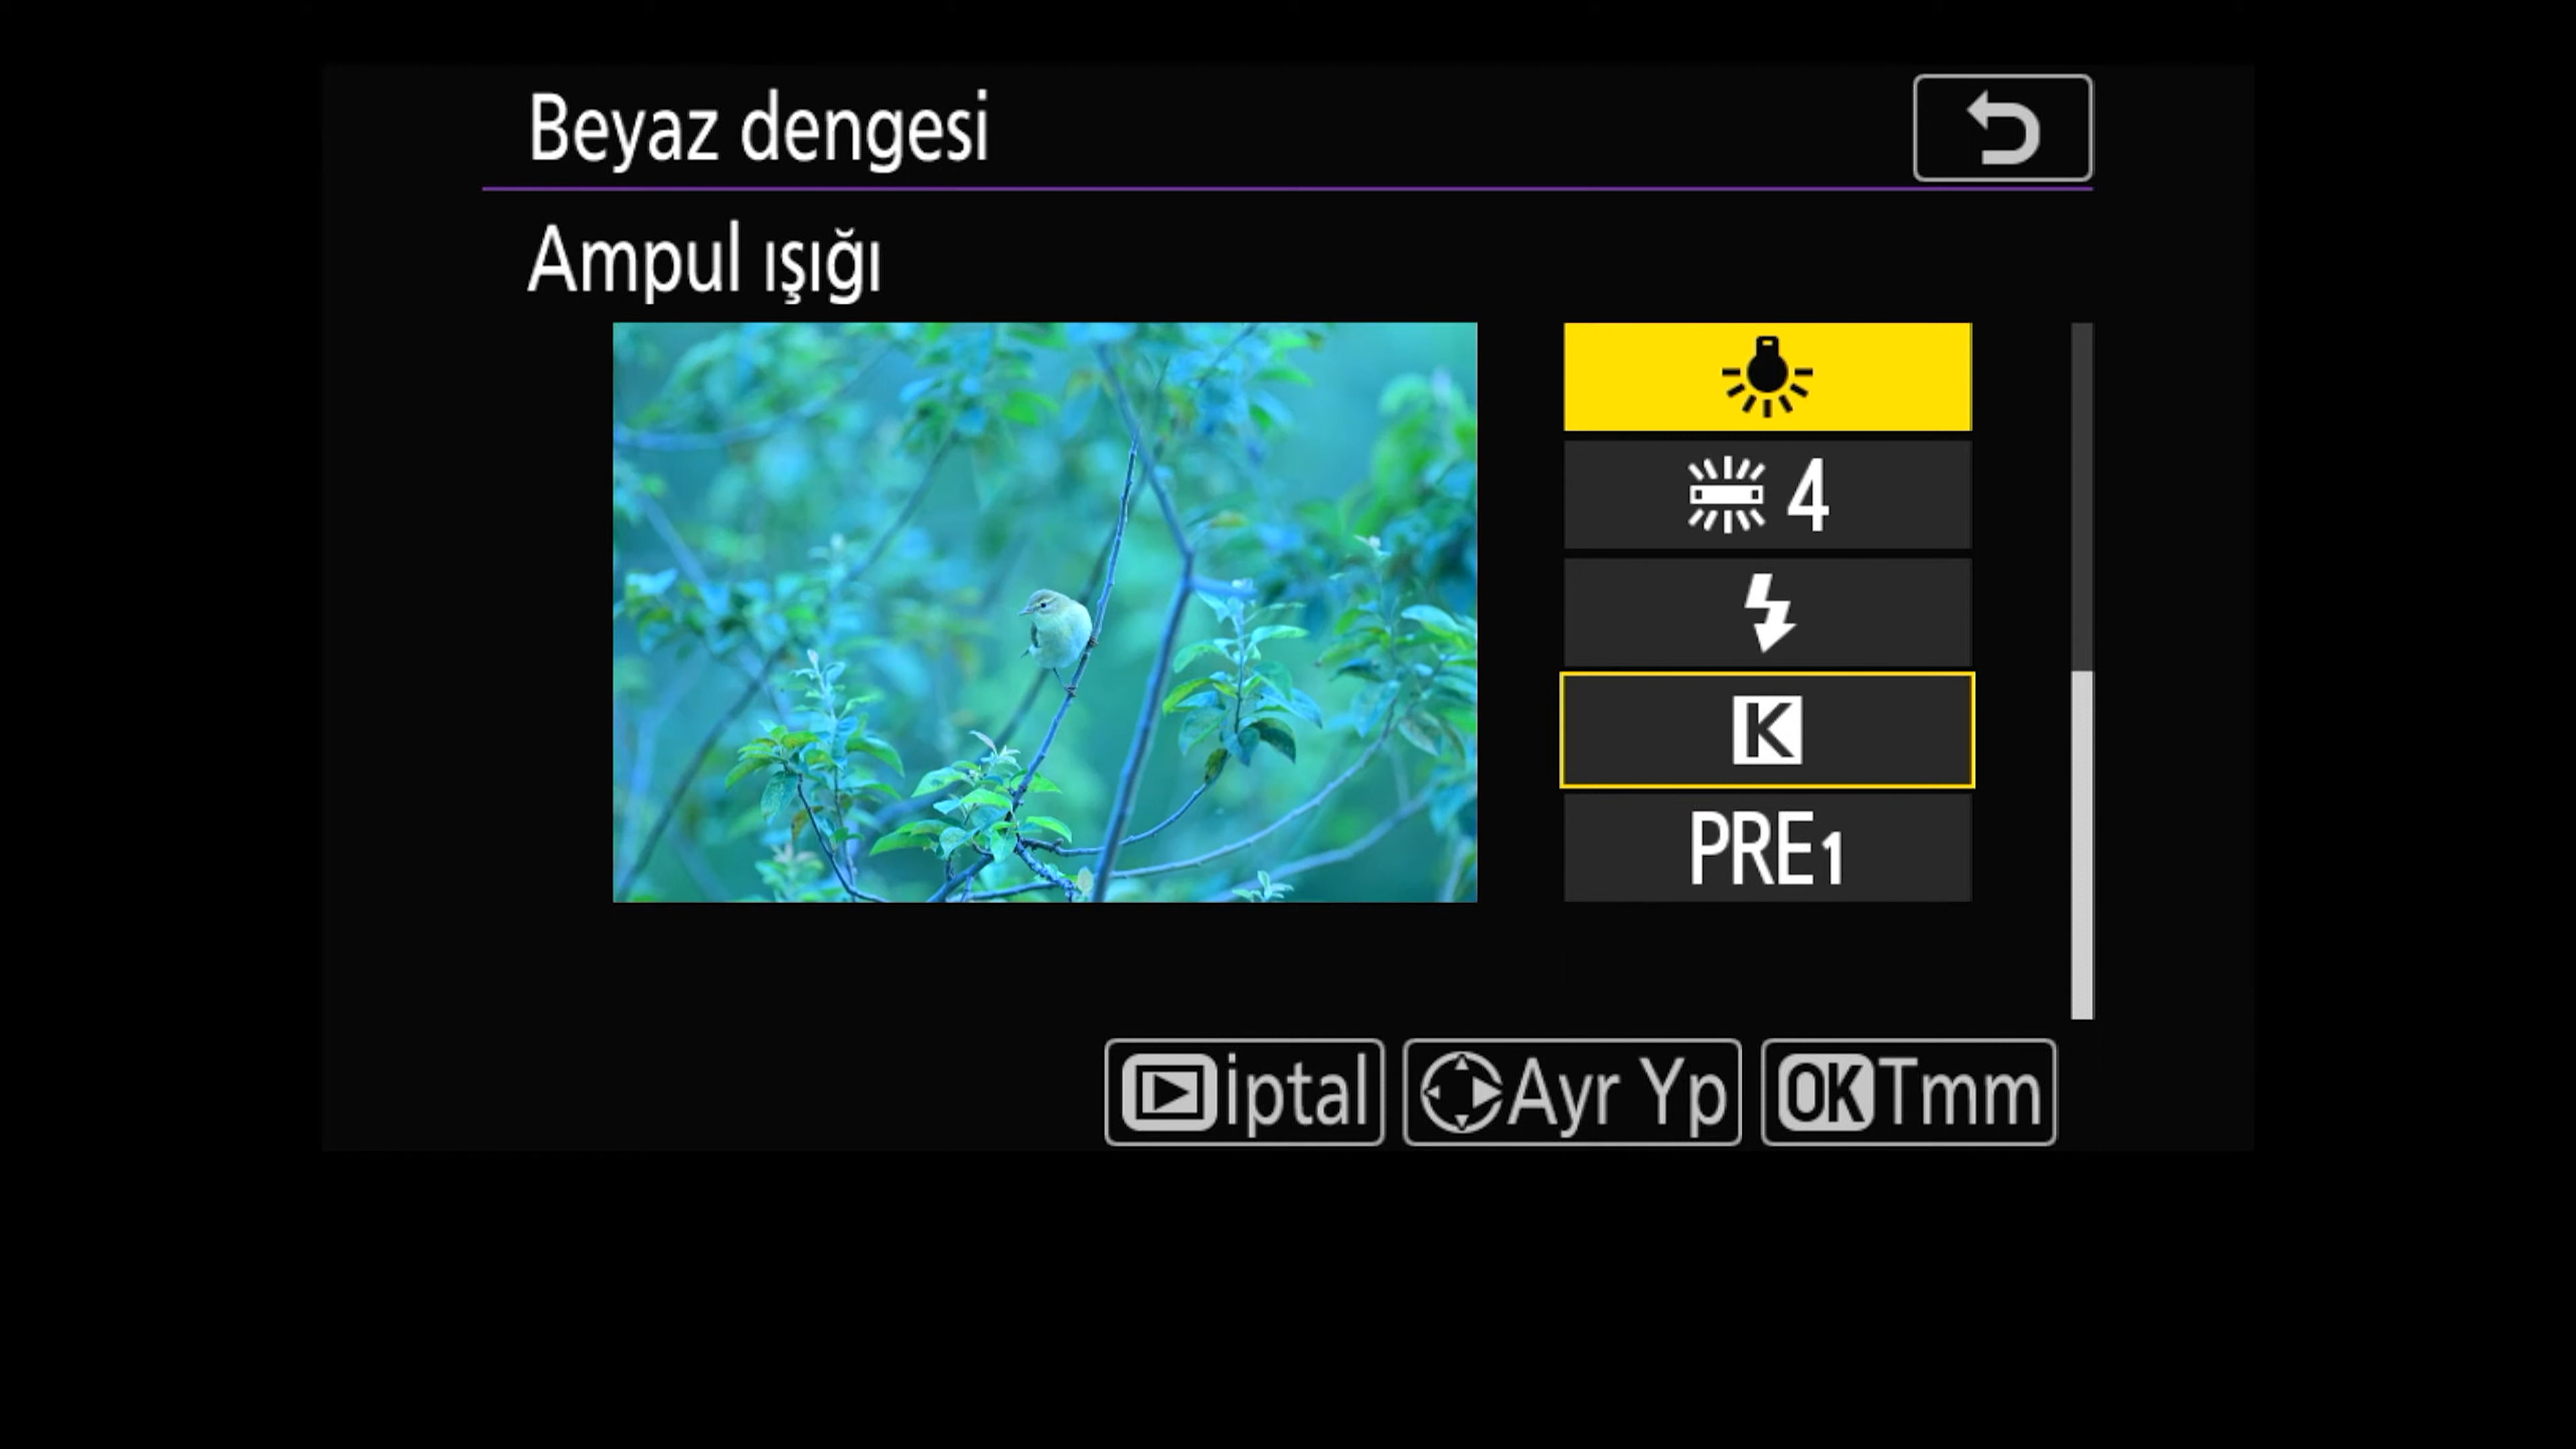 Beyaz dengesi
Ampul ışığı
4
K
PRE1
iptal
Ayr Yp
OK Tmm